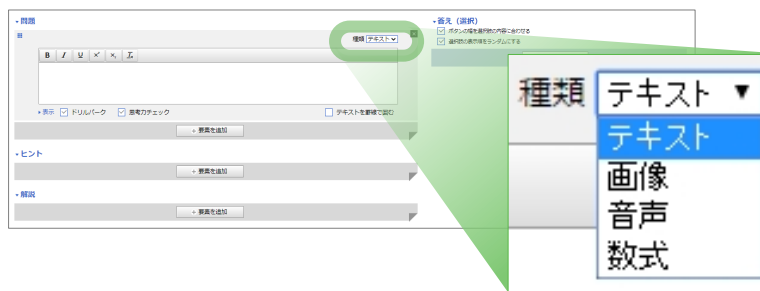 問題
種類 テキスト
B I U x² x₂ Tx
表示 ドリルパーク 思考力チェック テキストを罫線で囲む
+ 要素を追加
ヒント
+ 要素を追加
解説
+ 要素を追加
答え（選択）
ボタンの幅を選択肢の内容に合わせる
選択肢の表示順をランダムにする
種類 テキスト ▼
テキスト
画像
音声
数式